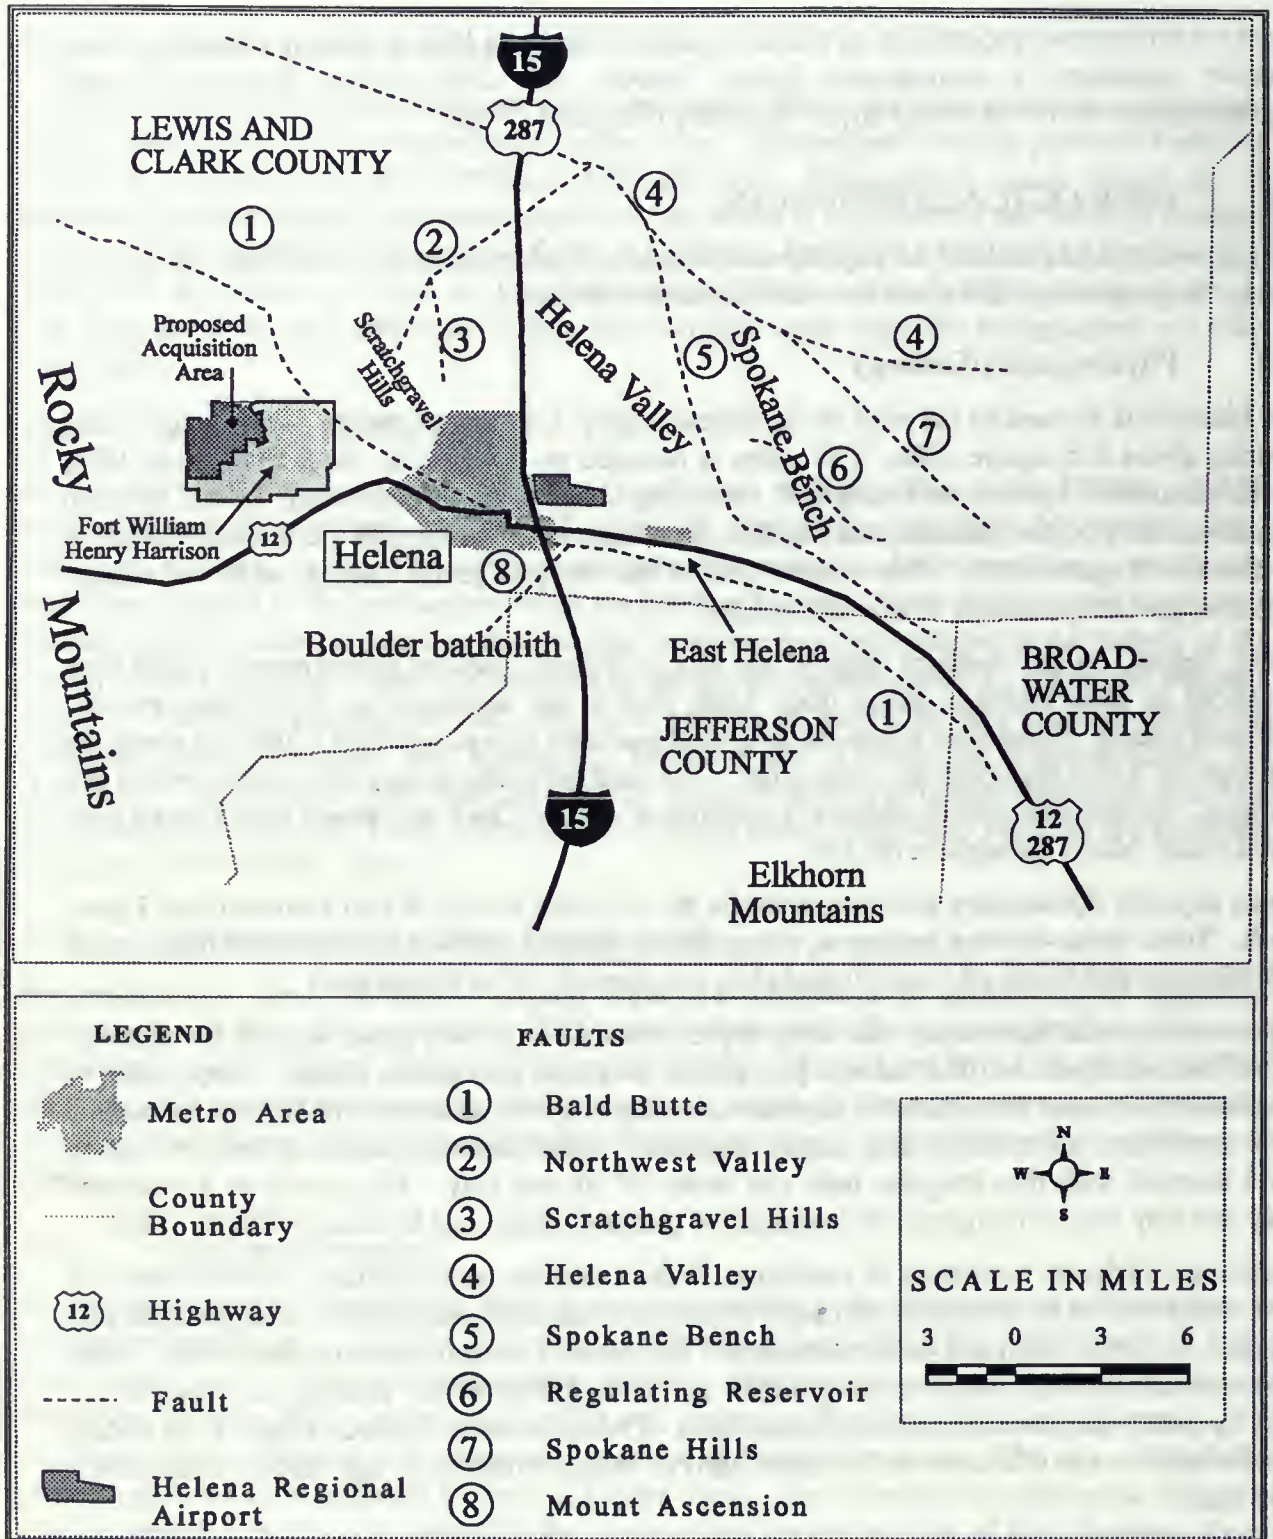 15
287
LEWIS AND
CLARK COUNTY
4
1
2
Proposed
Acquisition
Area
Scratchgravel
Hills
3
Helena Valley
5
Spokane Bench
4
Rocky
Mountains
7
6
Fort William
Henry Harrison
12
Helena
8
Boulder batholith
East Helena
BROAD-
WATER
COUNTY
1
JEFFERSON
COUNTY
15
12
287
Elkhorn
Mountains
LEGEND
Metro Area
County
Boundary
12 Highway
Fault
Helena Regional
Airport
FAULTS
1 Bald Butte
2 Northwest Valley
3 Scratchgravel Hills
4 Helena Valley
5 Spokane Bench
6 Regulating Reservoir
7 Spokane Hills
8 Mount Ascension
N
W E
S
SCALE IN MILES
3 0 3 6